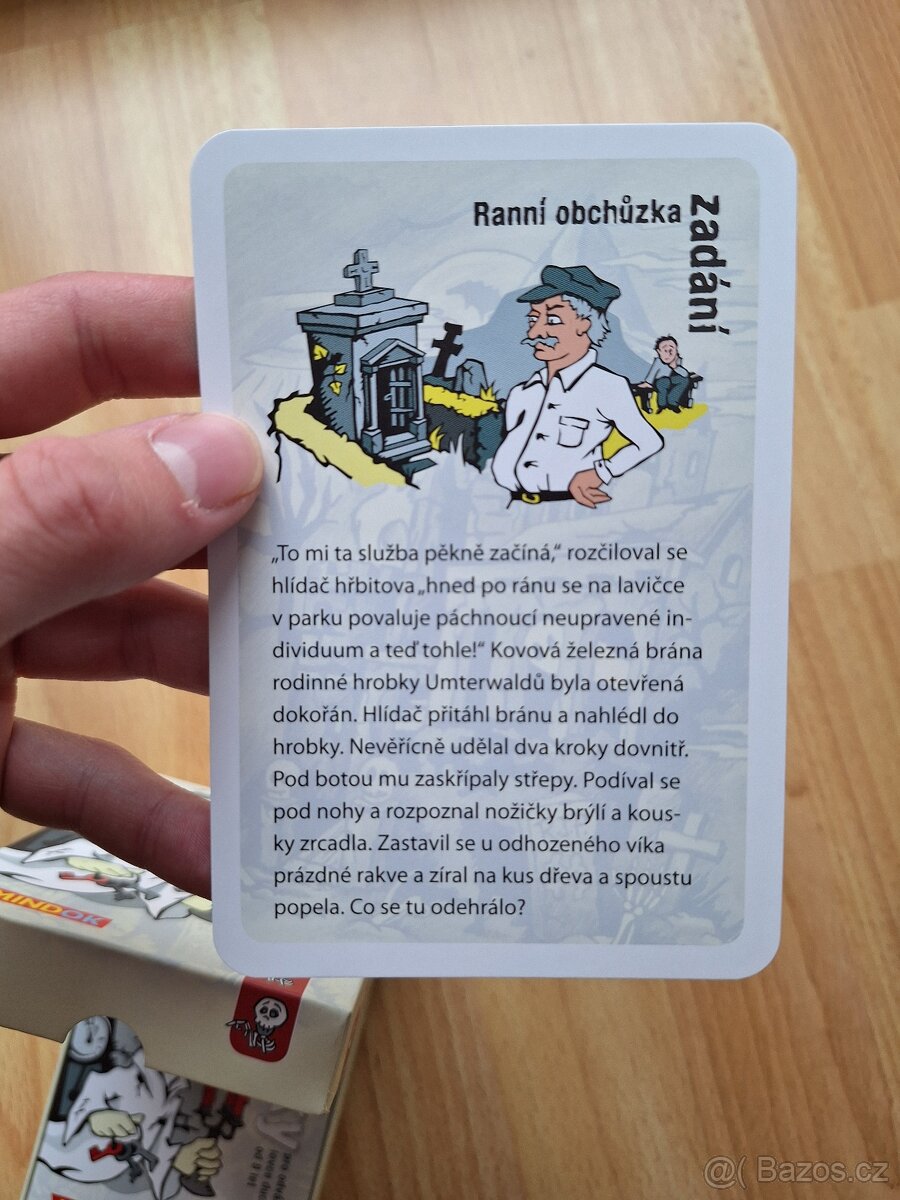 Ranní obchůzka
zadání
„To mi ta služba pěkně začíná,“ rozčiloval se
hlídač hřbitova „hned po ránu se na lavičce
v parku povaluje páchnoucí neupravené in-
dividuum a teď tohle!“ Kovová železná brána
rodinné hrobky Umterwaldů byla otevřená
dokořán. Hlídač přitáhl bránu a nahlédl do
hrobky. Nevěřícně udělal dva kroky dovnitř.
Pod botou mu zaskřípaly střepy. Podíval se
pod nohy a rozpoznal nožičky brýlí a kous-
ky zrcadla. Zastavil se u odhozeného víka
prázdné rakve a zíral na kus dřeva a spoustu
popela. Co se tu odehrálo?
MINDOK
Bazos.cz